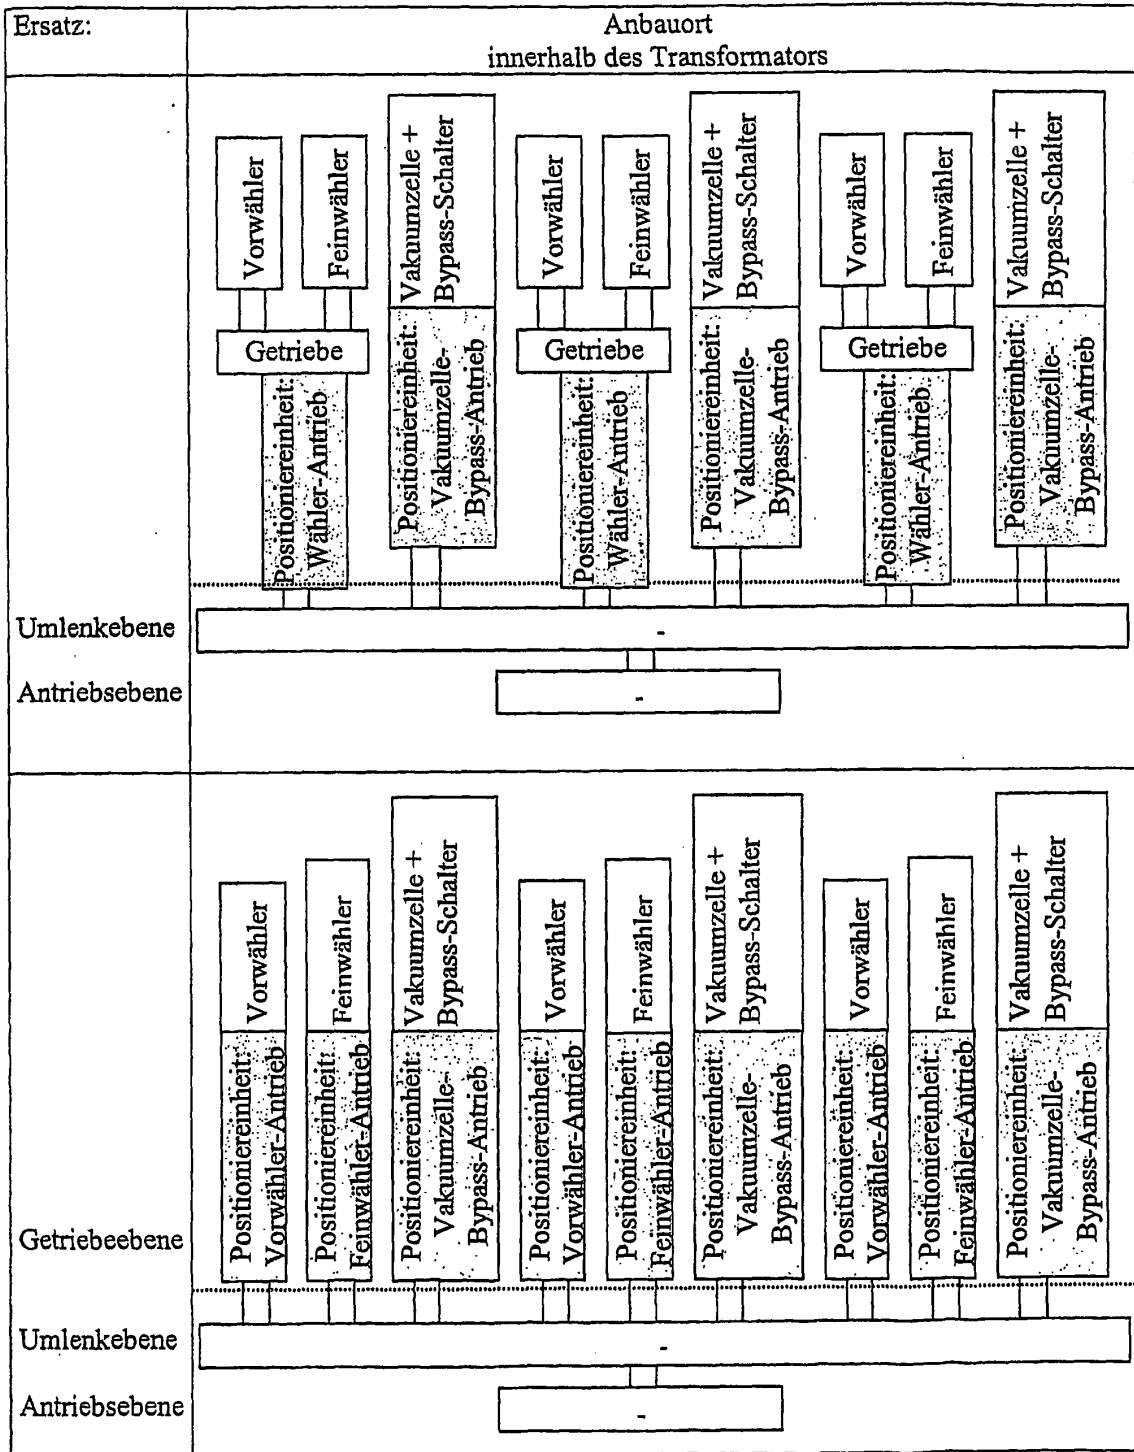 Ersatz:
Anbauort
innerhalb des Transformators
Vorwähler
Feinwähler
Getriebe
Positioniereinheit:
Wähler-Antrieb
Vakuumzelle +
Bypass-Schalter
Positioniereinheit:
Vakuumzelle-
Bypass-Antrieb
Vorwähler
Feinwähler
Getriebe
Positioniereinheit:
Wähler-Antrieb
Vakuumzelle +
Bypass-Schalter
Positioniereinheit:
Vakuumzelle-
Bypass-Antrieb
Vorwähler
Feinwähler
Getriebe
Positioniereinheit:
Wähler-Antrieb
Vakuumzelle +
Bypass-Schalter
Positioniereinheit:
Vakuumzelle-
Bypass-Antrieb
Umlenkebene
-
Antriebsebene
-
Vorwähler
Positioniereinheit:
Vorwähler-Antrieb
Feinwähler
Positioniereinheit:
Feinwähler-Antrieb
Vakuumzelle +
Bypass-Schalter
Positioniereinheit:
Vakuumzelle-
Bypass-Antrieb
Vorwähler
Positioniereinheit:
Vorwähler-Antrieb
Feinwähler
Positioniereinheit:
Feinwähler-Antrieb
Vakuumzelle +
Bypass-Schalter
Positioniereinheit:
Vakuumzelle-
Bypass-Antrieb
Vorwähler
Positioniereinheit:
Vorwähler-Antrieb
Feinwähler
Positioniereinheit:
Feinwähler-Antrieb
Vakuumzelle +
Bypass-Schalter
Positioniereinheit:
Vakuumzelle-
Bypass-Antrieb
Getriebeebene
Umlenkebene
-
Antriebsebene
-